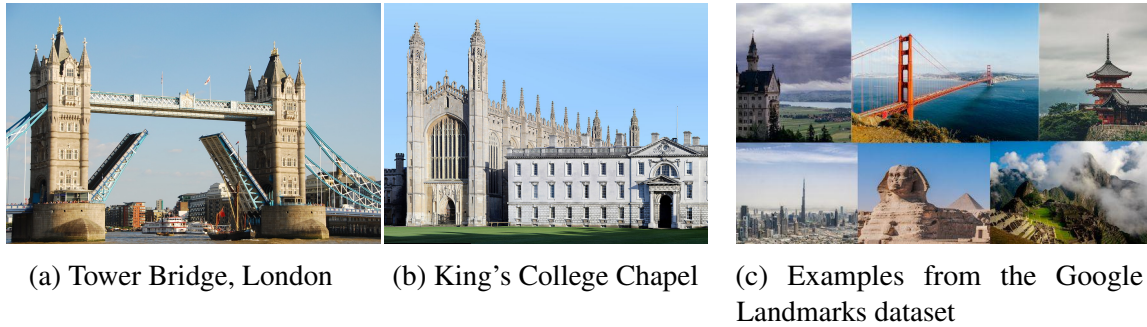 (a) Tower Bridge, London
(b) King's College Chapel
(c) Examples from the Google
Landmarks dataset